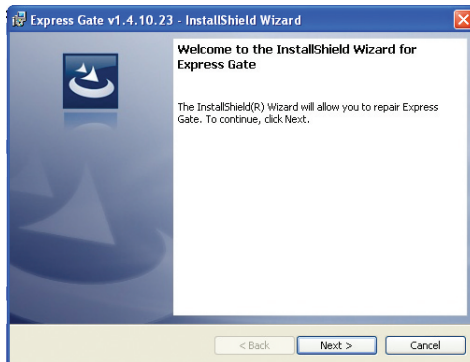 Express Gate v1.4.10.23 - InstallShield Wizard
Welcome to the InstallShield Wizard for
Express Gate
The InstallShield(R) Wizard will allow you to repair Express
Gate. To continue, click Next.
< Back
Next >
Cancel